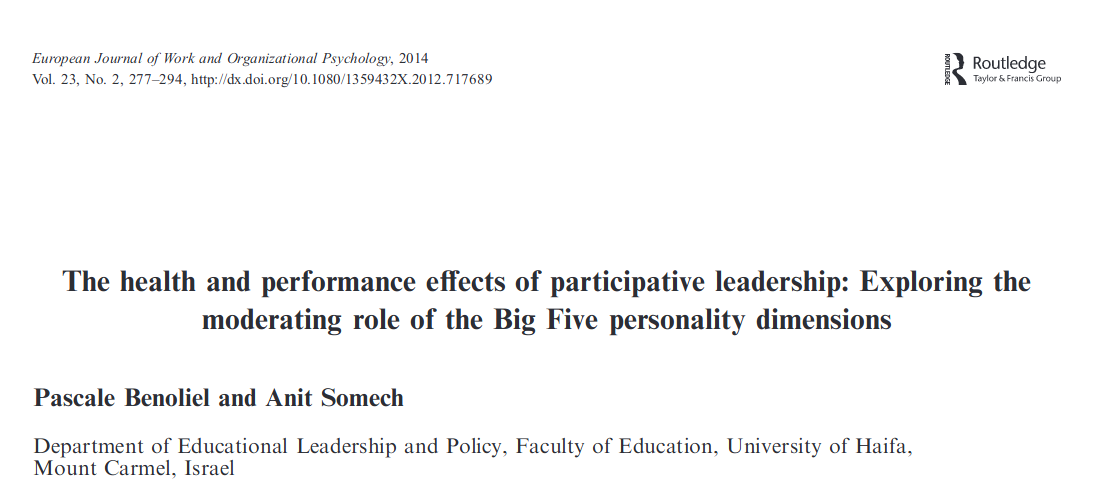 European Journal of Work and Organizational Psychology, 2014
Vol. 23, No. 2, 277–294, http://dx.doi.org/10.1080/1359432X.2012.717689
ROUTLEDGE
Routledge
Taylor & Francis Group
The health and performance effects of participative leadership: Exploring the
moderating role of the Big Five personality dimensions
Pascale Benoliel and Anit Somech
Department of Educational Leadership and Policy, Faculty of Education, University of Haifa,
Mount Carmel, Israel